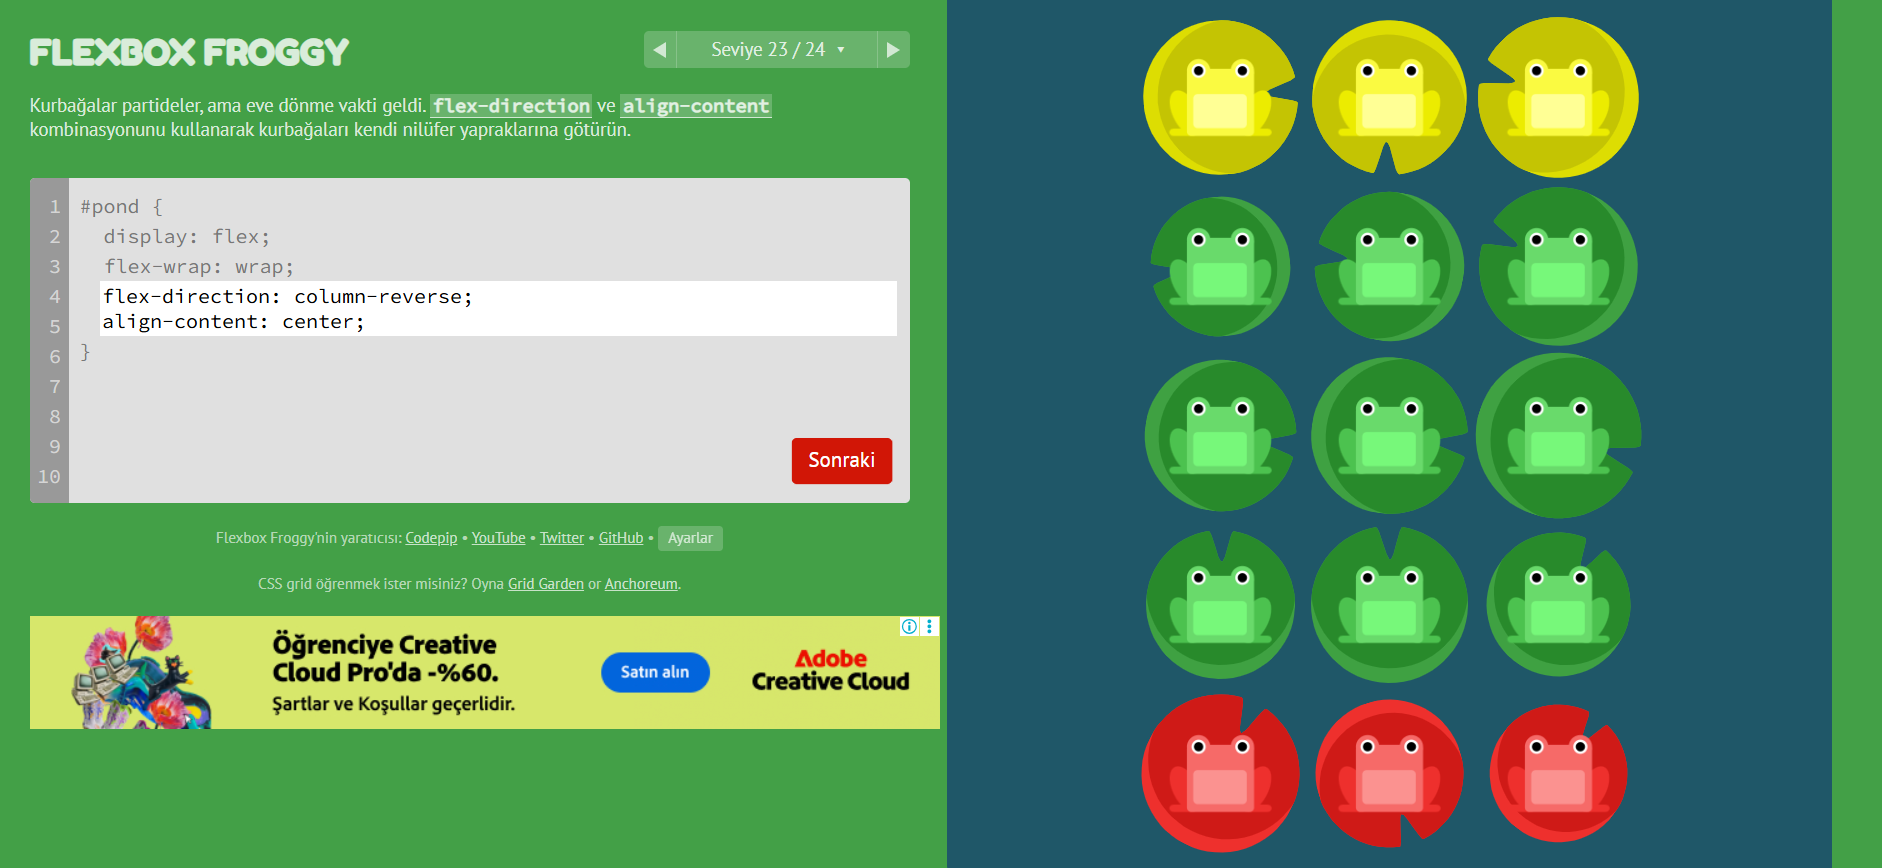 FLEXBOX FROGGY
◀ Seviye 23 / 24 ▾ ▶
Kurbağalar partideler, ama eve dönme vakti geldi. flex-direction ve align-content
kombinasyonunu kullanarak kurbağaları kendi nilüfer yapraklarına götürün.
1 #pond {
2 display: flex;
3 flex-wrap: wrap;
4 flex-direction: column-reverse;
5 align-content: center;
6 }
7
8
9
10
Sonraki
Flexbox Froggy'nin yaratıcısı: Codepip • YouTube • Twitter • GitHub • Ayarlar
CSS grid öğrenmek ister misiniz? Oyna Grid Garden or Anchoreum.
Öğrenciye Creative
Cloud Pro'da -%60.
Şartlar ve Koşullar geçerlidir.
Satın alın
Adobe
Creative Cloud